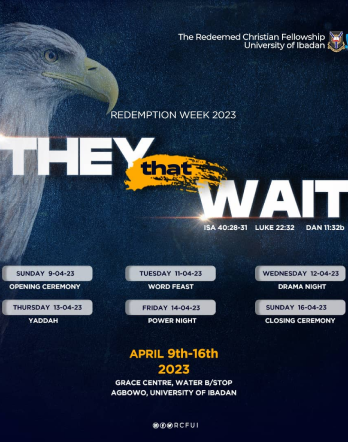 The Redeemed Christian Fellowship
University of Ibadan
REDEMPTION WEEK 2023
THEY
that
WAIT
ISA 40:28-31 LUKE 22:32 DAN 11:32b
SUNDAY 9-04-23
OPENING CEREMONY
TUESDAY 11-04-23
WORD FEAST
WEDNESDAY 12-04-23
DRAMA NIGHT
THURSDAY 13-04-23
YADDAH
FRIDAY 14-04-23
POWER NIGHT
SUNDAY 16-04-23
CLOSING CEREMONY
APRIL 9th-16th
2023
GRACE CENTRE, WATER B/STOP
AGBOWO, UNIVERSITY OF IBADAN
RCFUI